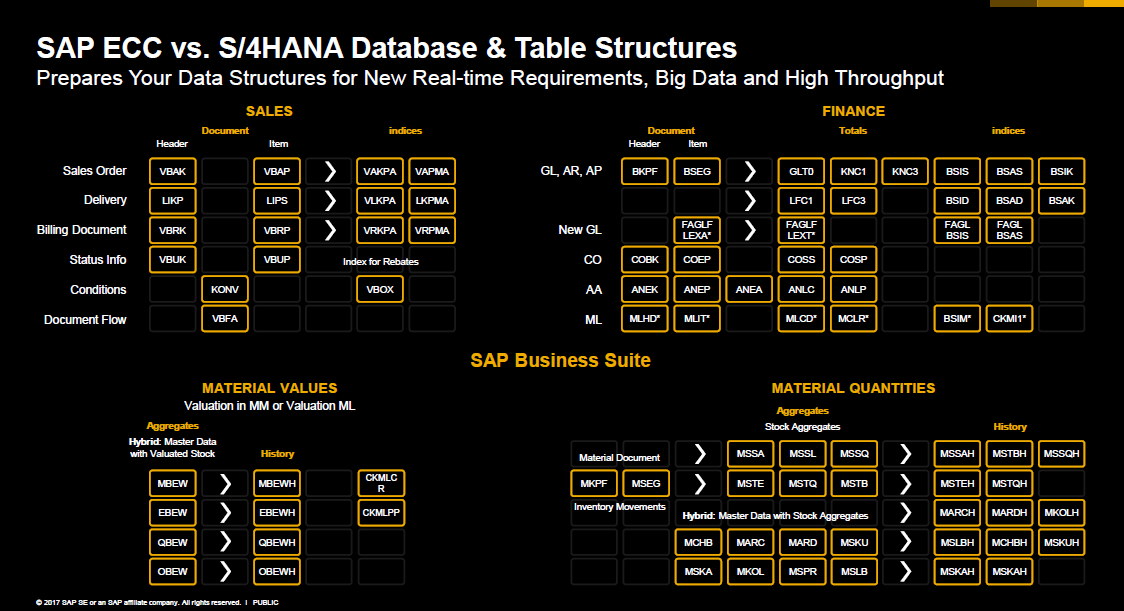 SAP ECC vs. S/4HANA Database & Table Structures
Prepares Your Data Structures for New Real-time Requirements, Big Data and High Throughput
SALES
Document
indices
Header
Item
Sales Order
VBAK
VBAP
VAKPA
VAPMA
Delivery
LIKP
LIPS
VLKPA
LKPMA
Billing Document
VBRK
VBRP
VRKPA
VRPMA
Status Info
VBUK
VBUP
Index for Rebates
Conditions
KONV
VBOX
Document Flow
VBFA
FINANCE
Document
Totals
indices
Header
Item
GL, AR, AP
BKPF
BSEG
GLT0
KNC1
KNC3
BSIS
BSAS
BSIK
LFC1
LFC3
BSID
BSAD
BSAK
New GL
FAGLF
LEXA*
FAGLF
LEXT*
FAGL
BSIS
FAGL
BSAS
CO
COBK
COEP
COSS
COSP
AA
ANEK
ANEP
ANEA
ANLC
ANLP
ML
MLHD*
MLIT*
MLCD*
MCLR*
BSIM*
CKMI1*
SAP Business Suite
MATERIAL VALUES
Valuation in MM or Valuation ML
Aggregates
Hybrid: Master Data
with Valuated Stock
History
MBEW
MBEWH
CKMLC
R
EBEW
EBEWH
CKMLPP
QBEW
QBEWH
OBEW
OBEWH
MATERIAL QUANTITIES
Aggregates
Stock Aggregates
History
Material Document
MSSA
MSSL
MSSQ
MSSAH
MSTBH
MSSQH
MKPF
MSEG
MSTE
MSTQ
MSTB
MSTEH
MSTQH
Inventory Movements
Hybrid: Master Data with Stock Aggregates
MARCH
MARDH
MKOLH
MCHB
MARC
MARD
MSKU
MSLBH
MCHBH
MSKUH
MSKA
MKOL
MSPR
MSLB
MSKAH
MSKAH
© 2017 SAP SE or an SAP affiliate company. All rights reserved. I PUBLIC